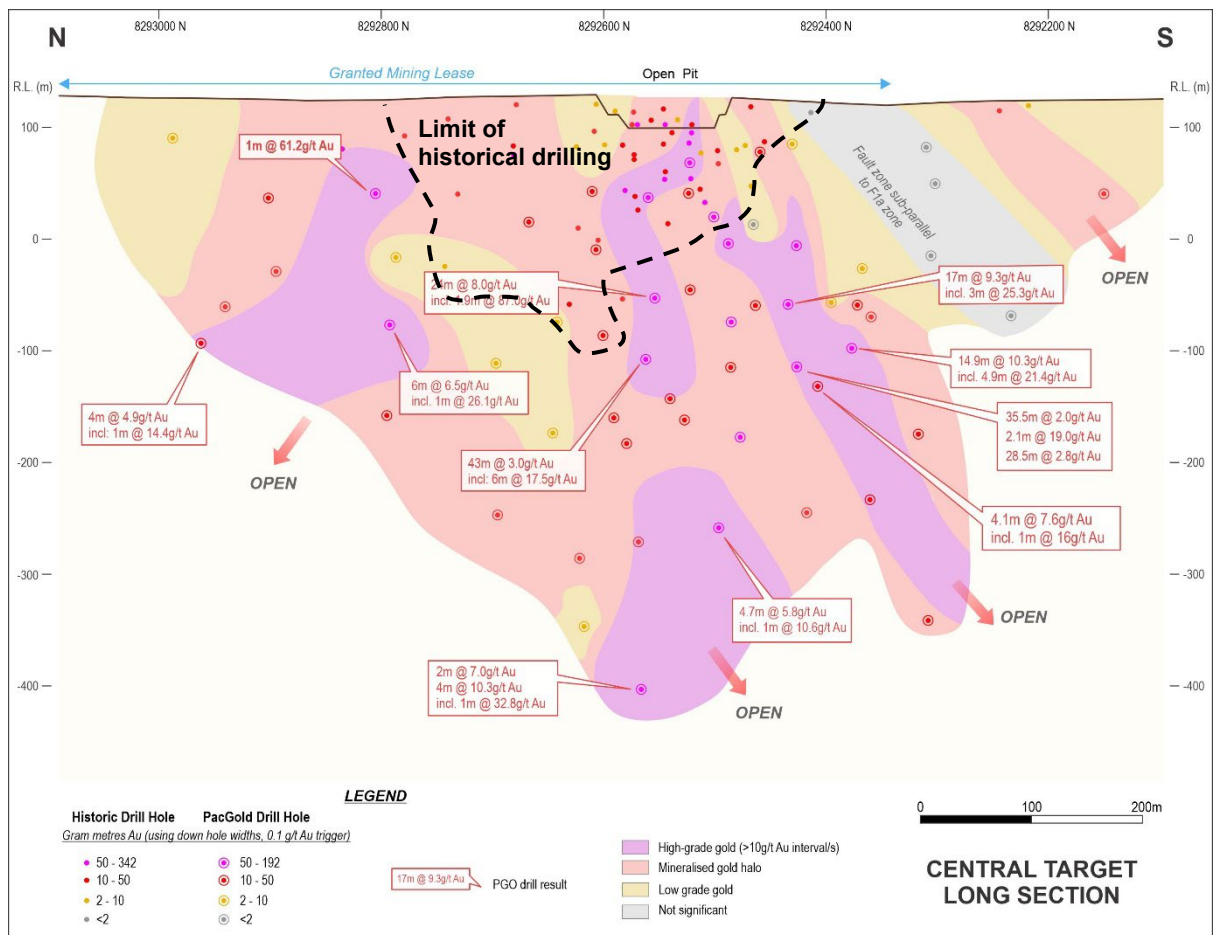 8293000 N
8292800 N
8292600 N
8292400 N
8292200 N
N
S
Granted Mining Lease
Open Pit
R.L. (m)
R.L. (m)
100
0
-100
-200
-300
-400
100
0
-100
-200
-300
-400
Limit of
historical drilling
1m @ 61.2g/t Au
Fault zone sub-parallel
to F1a zone
OPEN
24m @ 8.0g/t Au
incl. 1.9m @ 87.0g/t Au
17m @ 9.3g/t Au
incl. 3m @ 25.3g/t Au
14.9m @ 10.3g/t Au
incl. 4.9m @ 21.4g/t Au
6m @ 6.5g/t Au
incl. 1m @ 26.1g/t Au
4m @ 4.9g/t Au
incl: 1m @ 14.4g/t Au
35.5m @ 2.0g/t Au
2.1m @ 19.0g/t Au
28.5m @ 2.8g/t Au
43m @ 3.0g/t Au
incl: 6m @ 17.5g/t Au
OPEN
4.1m @ 7.6g/t Au
incl. 1m @ 16g/t Au
4.7m @ 5.8g/t Au
incl. 1m @ 10.6g/t Au
OPEN
2m @ 7.0g/t Au
4m @ 10.3g/t Au
incl. 1m @ 32.8g/t Au
OPEN
LEGEND
Historic Drill Hole
PacGold Drill Hole
Gram metres Au (using down hole widths, 0.1 g/t Au trigger)
50 - 342
50 - 192
10 - 50
10 - 50
2 - 10
2 - 10
<2
<2
17m @ 9.3g/t Au
PGO drill result
High-grade gold (>10g/t Au interval/s)
Mineralised gold halo
Low grade gold
Not significant
0
100
200m
CENTRAL TARGET
LONG SECTION